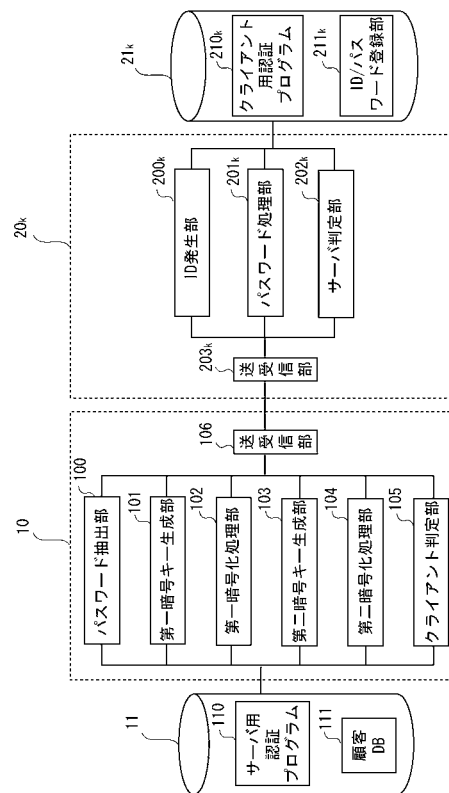 11
サーバ用
認証
プログラム
110
顧客
DB
111
10
パスワード抽出部
100
第一暗号キー生成部
101
第一暗号化処理部
102
第二暗号キー生成部
103
第二暗号化処理部
104
クライアント判定部
105
送受信部
106
20k
送受信部
203k
ID発生部
200k
パスワード処理部
201k
サーバ判定部
202k
21k
クライアント
用認証
プログラム
210k
ID/パス
ワード登録部
211k